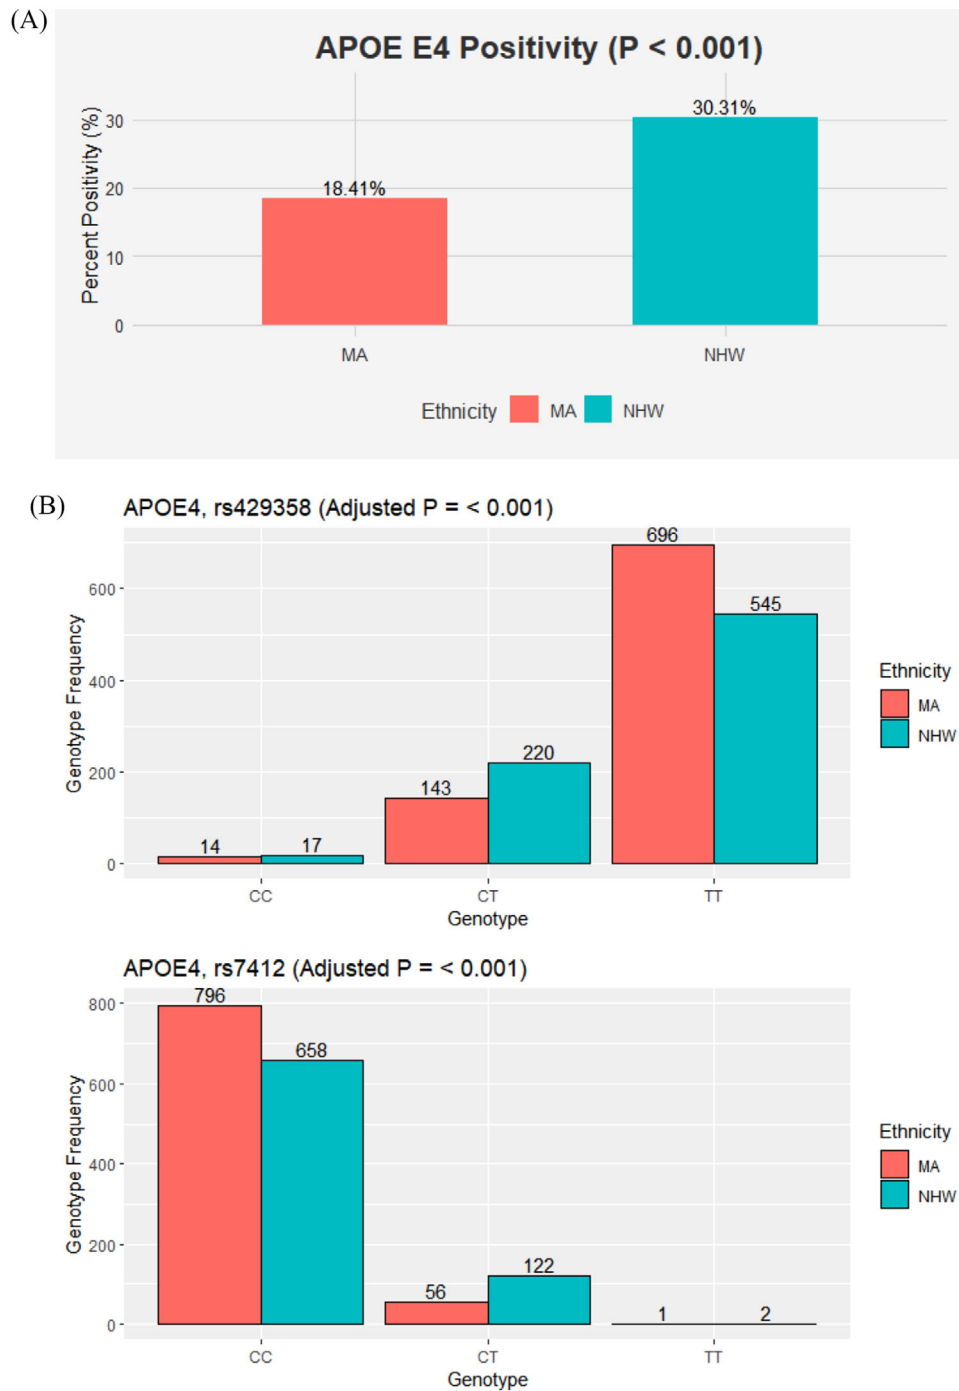 (A)
APOE E4 Positivity (P < 0.001)
Percent Positivity (%)
30
20
10
0
18.41%
30.31%
MA
NHW
Ethnicity MA NHW
(B)
APOE4, rs429358 (Adjusted P = < 0.001)
Genotype Frequency
600
400
200
0
14
17
143
220
696
545
CC
CT
TT
Genotype
Ethnicity
MA
NHW
APOE4, rs7412 (Adjusted P = < 0.001)
Genotype Frequency
800
600
400
200
0
796
658
56
122
1
2
CC
CT
TT
Genotype
Ethnicity
MA
NHW